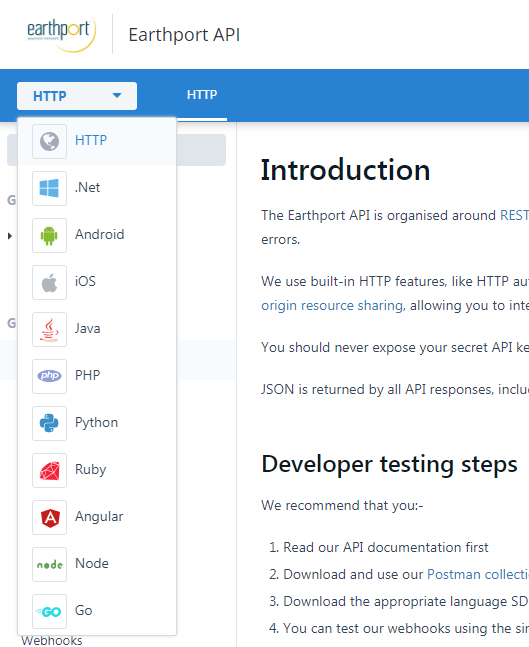 earthport
Earthport API
HTTP
HTTP
HTTP
.Net
Android
iOS
Java
php
PHP
Python
Ruby
Angular
node
Node
GO
Go
G
G
Webhooks
Introduction
The Earthport API is organised around REST
errors.
We use built-in HTTP features, like HTTP au
origin resource sharing, allowing you to inte
You should never expose your secret API ke
JSON is returned by all API responses, inclu
Developer testing steps
We recommend that you:-
1. Read our API documentation first
2. Download and use our Postman collecti
3. Download the appropriate language SD
4. You can test our webhooks using the sir